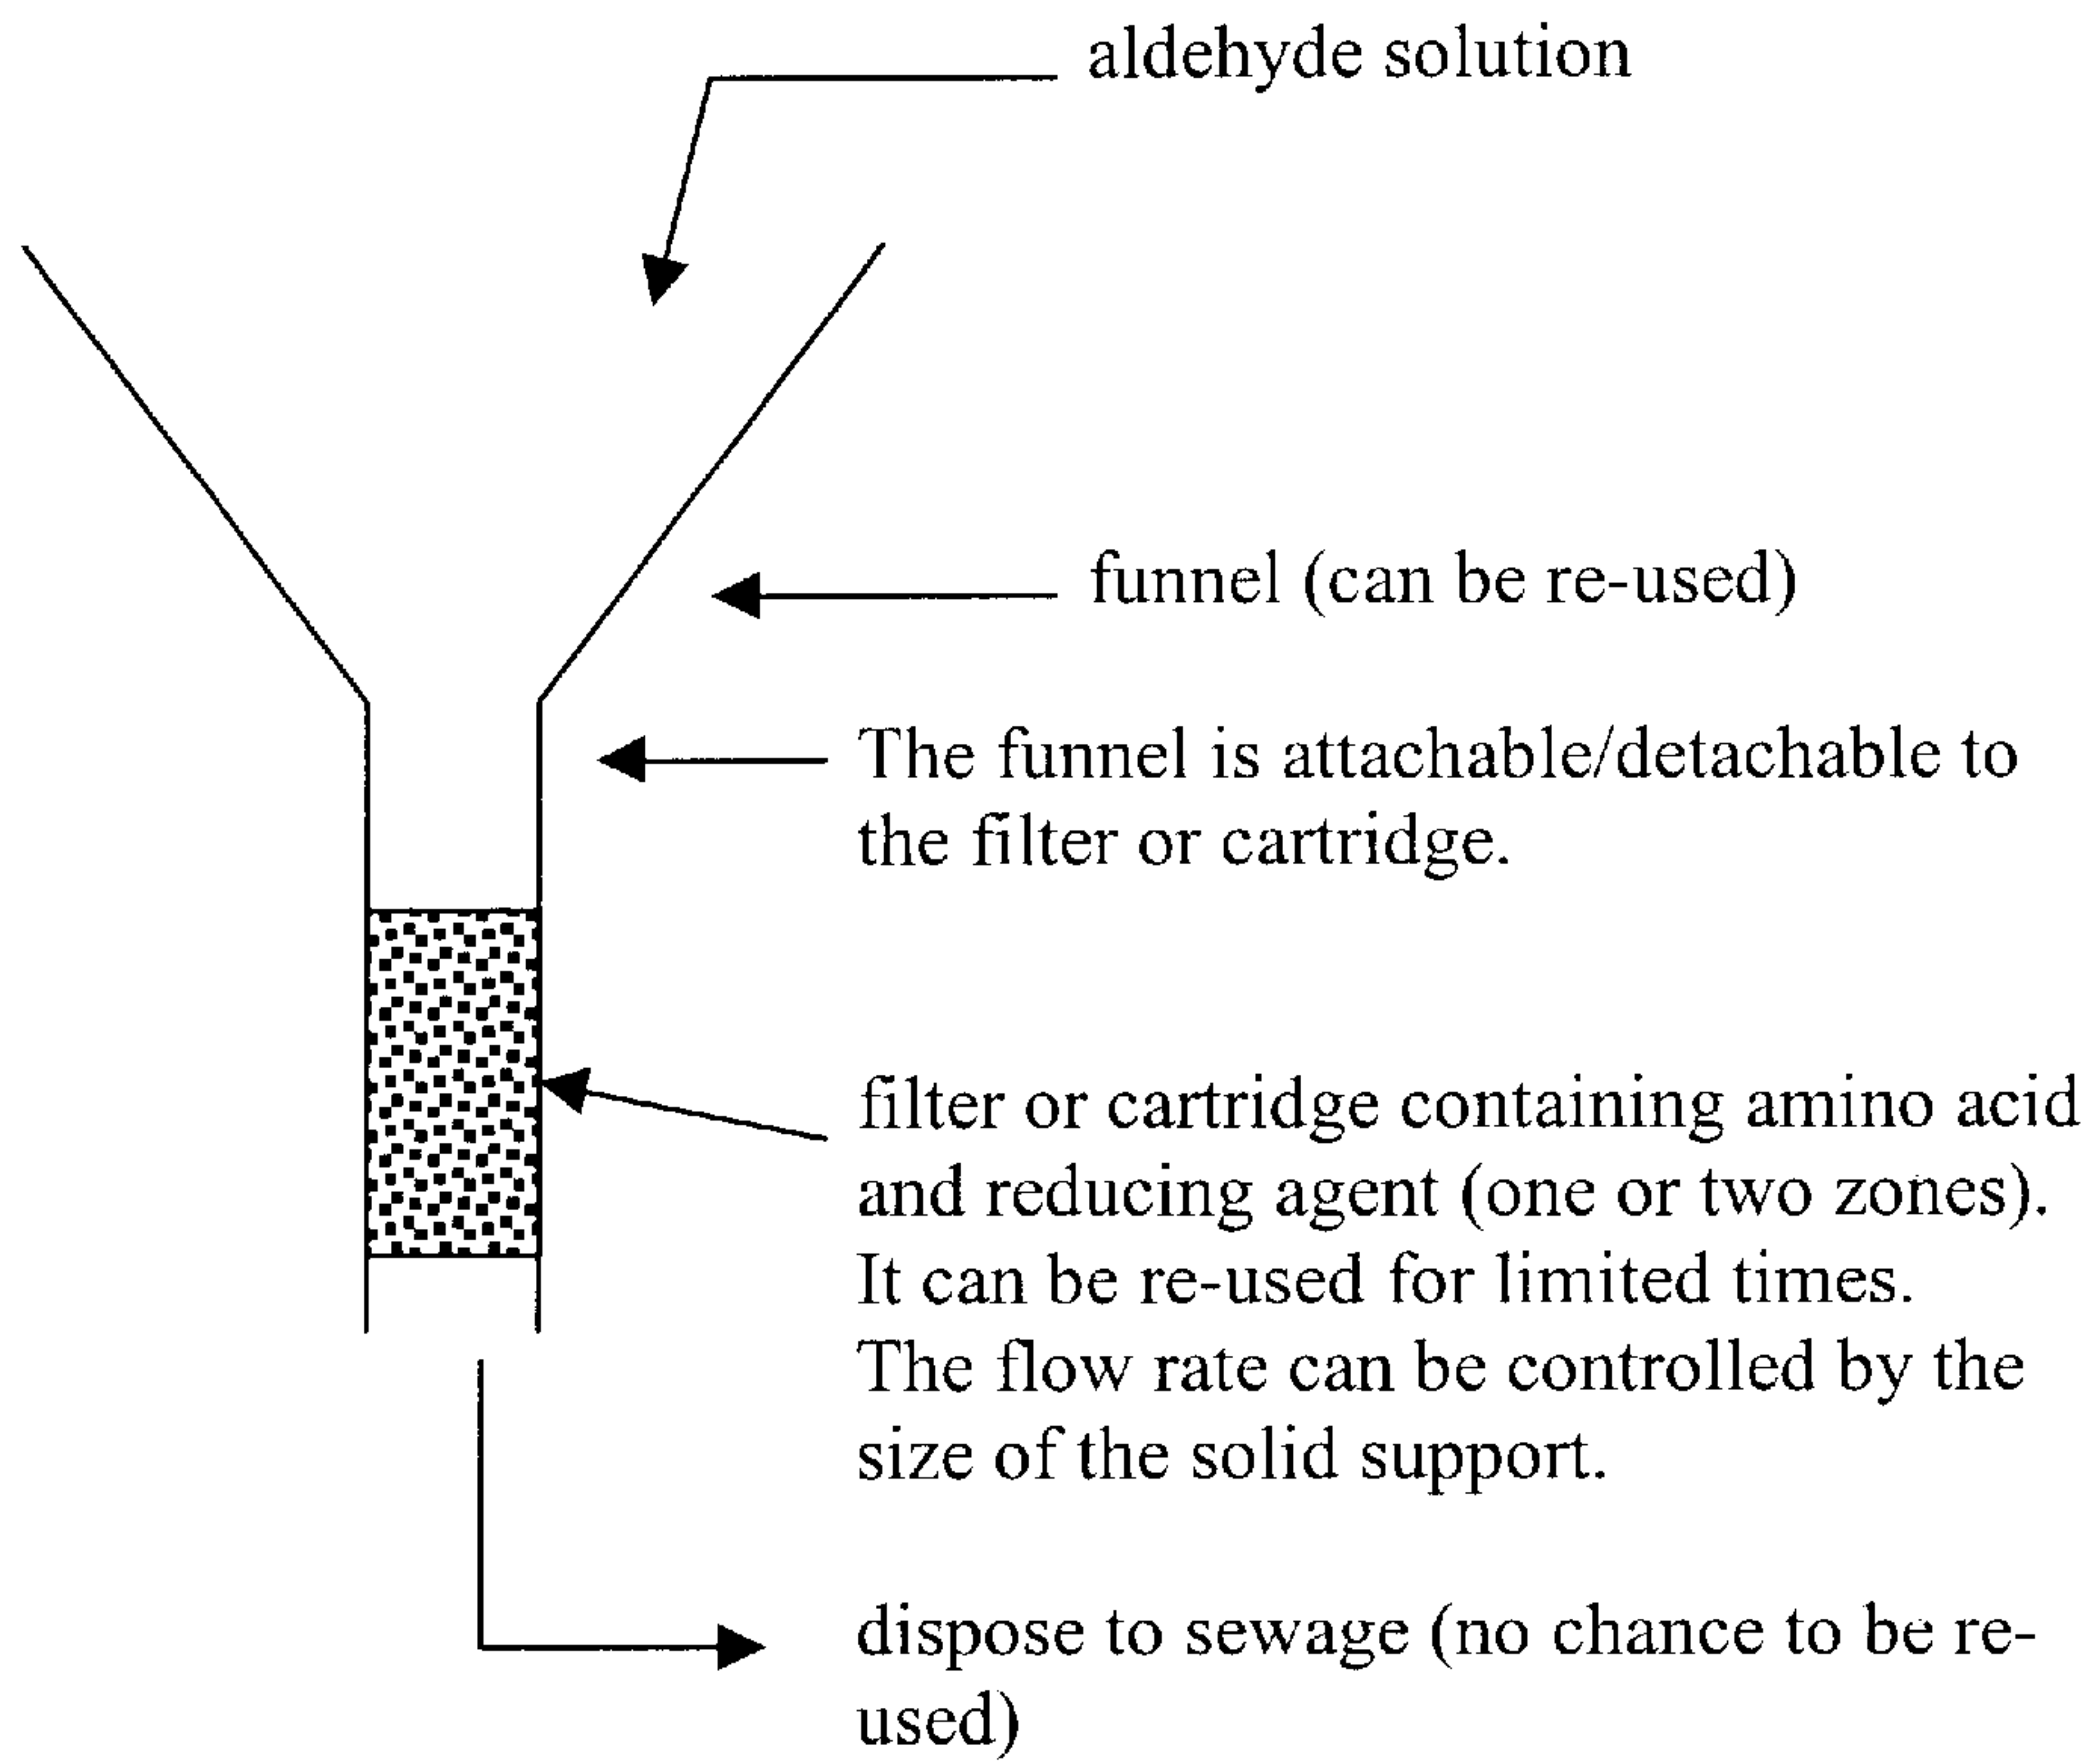 aldehyde solution
funnel (can be re-used)
The funnel is attachable/detachable to
the filter or cartridge.
filter or cartridge containing amino acid
and reducing agent (one or two zones).
It can be re-used for limited times.
The flow rate can be controlled by the
size of the solid support.
dispose to sewage (no chance to be re-
used)